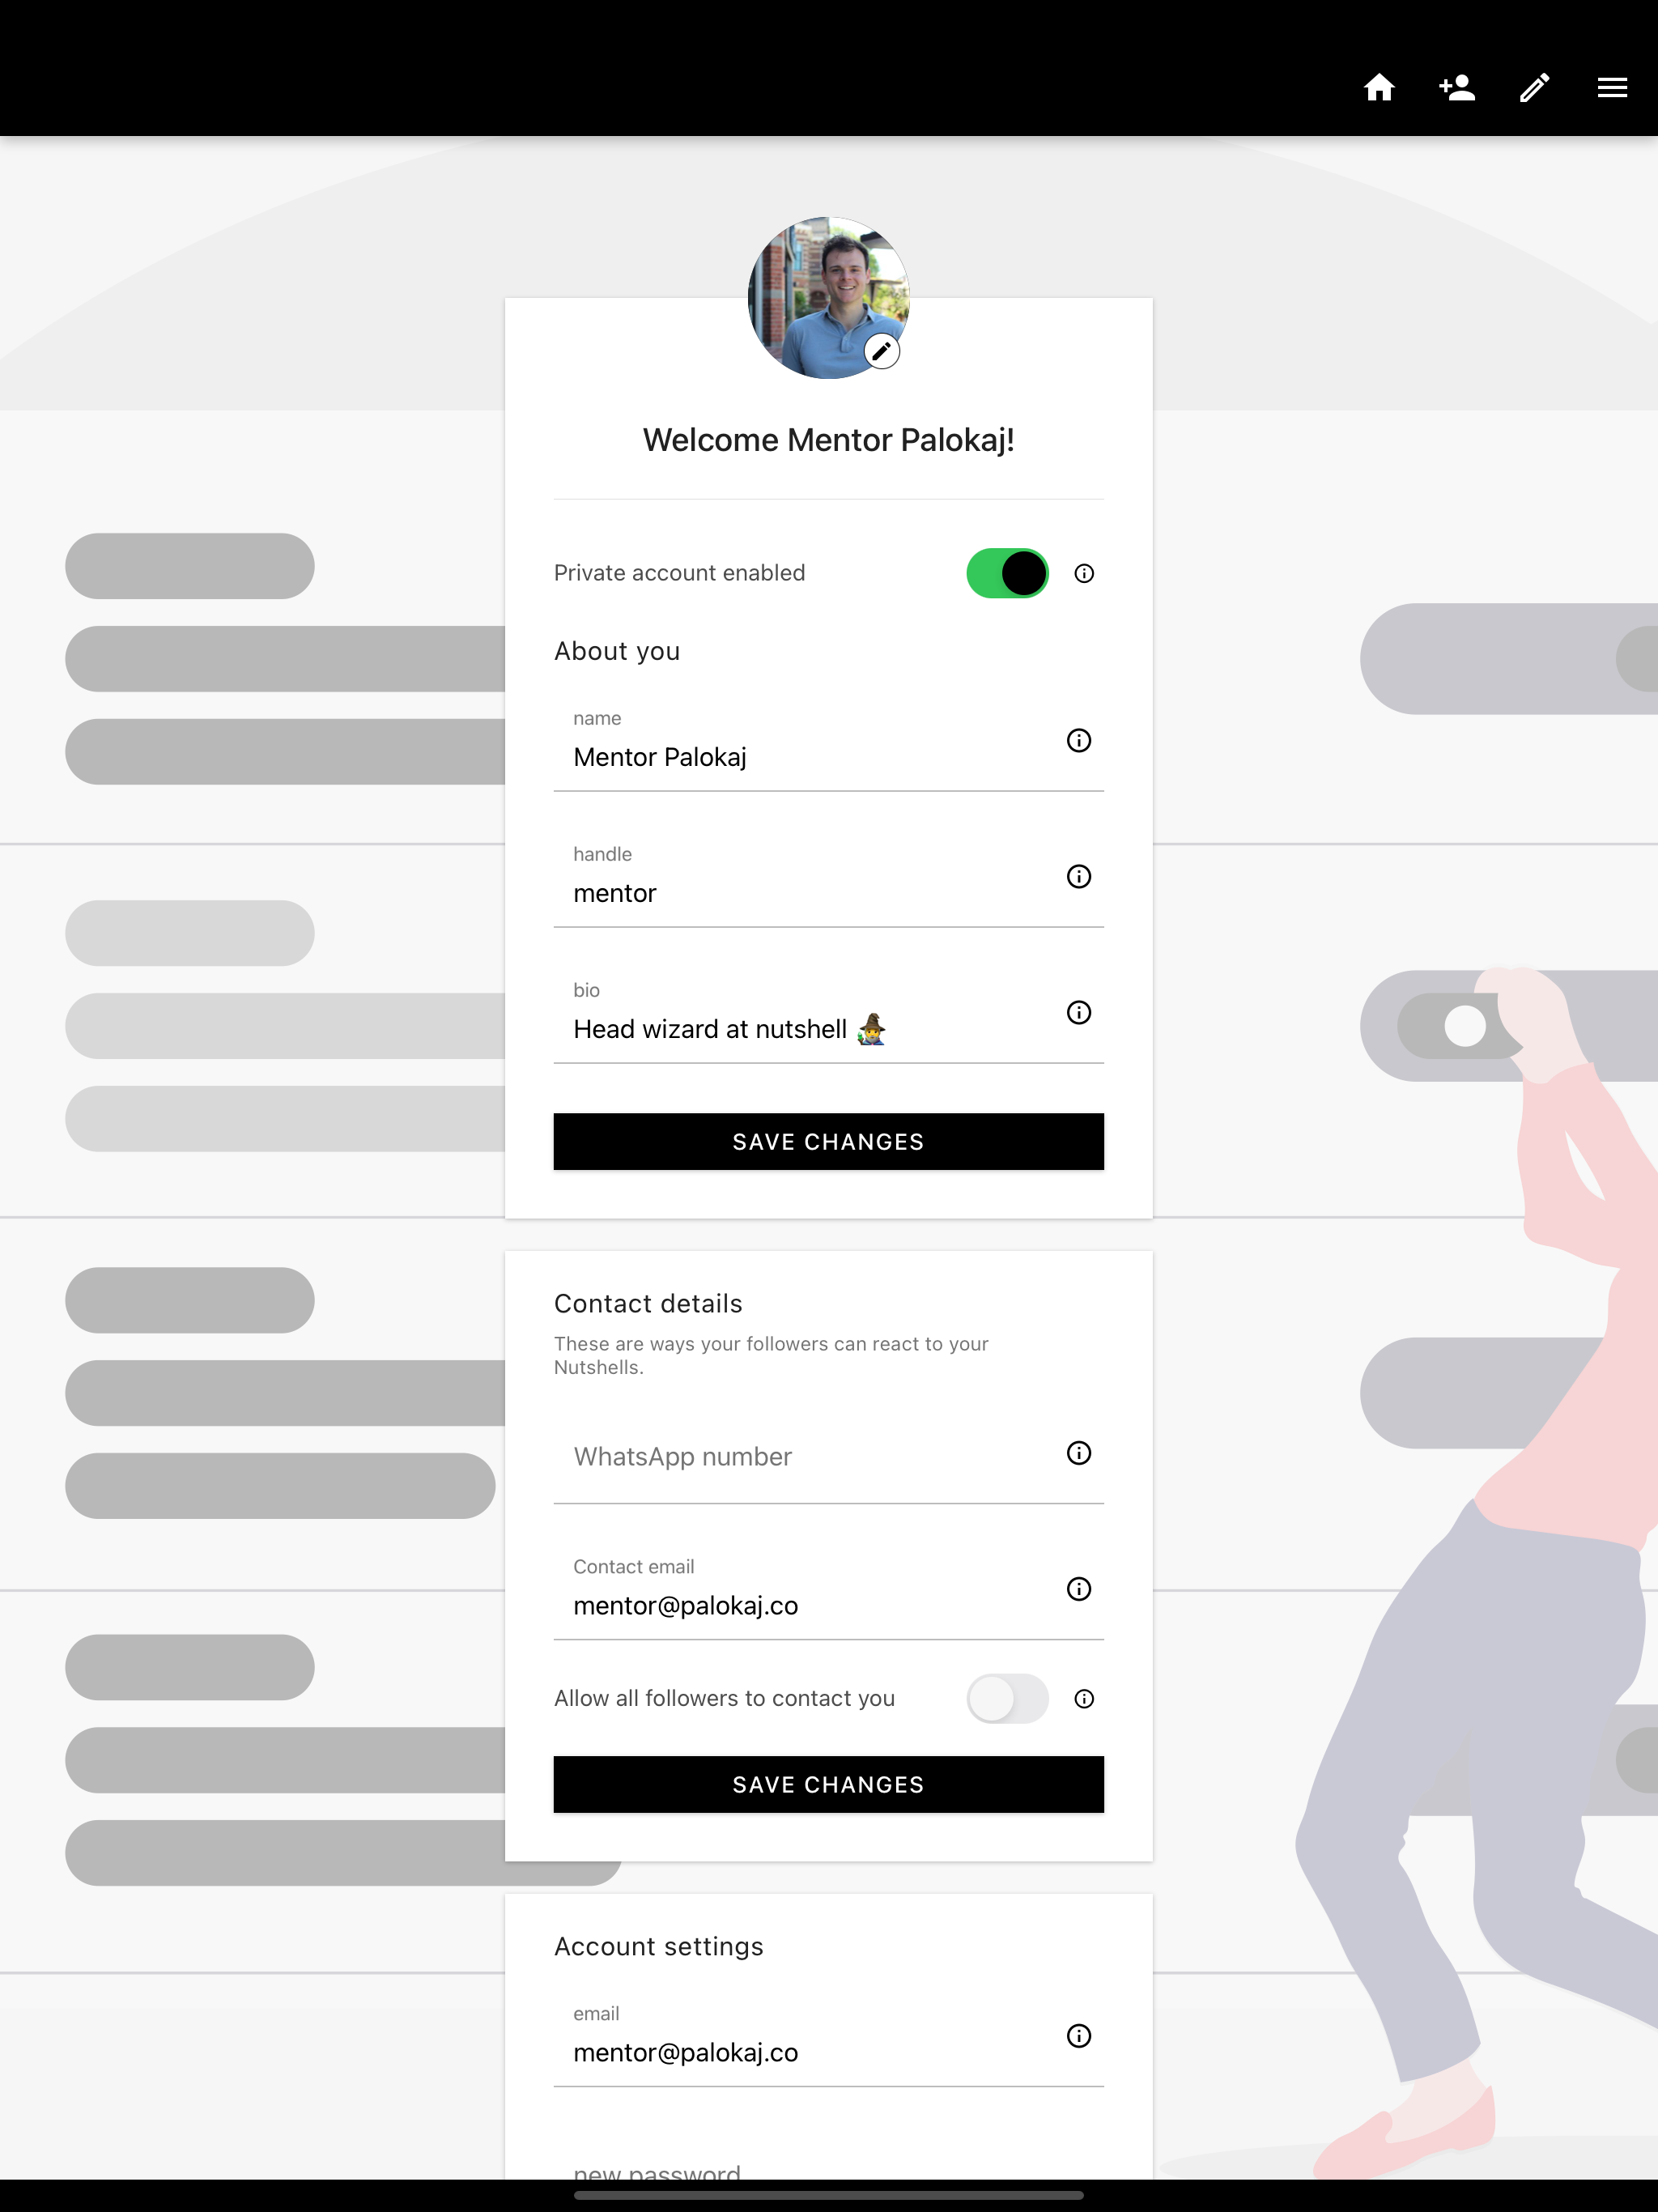 Welcome Mentor Palokaj!
Private account enabled
About you
name
Mentor Palokaj
handle
mentor
bio
Head wizard at nutshell 🧙‍♂️
SAVE CHANGES
Contact details
These are ways your followers can react to your
Nutshells.
WhatsApp number
Contact email
mentor@palokaj.co
Allow all followers to contact you
SAVE CHANGES
Account settings
email
mentor@palokaj.co
new password